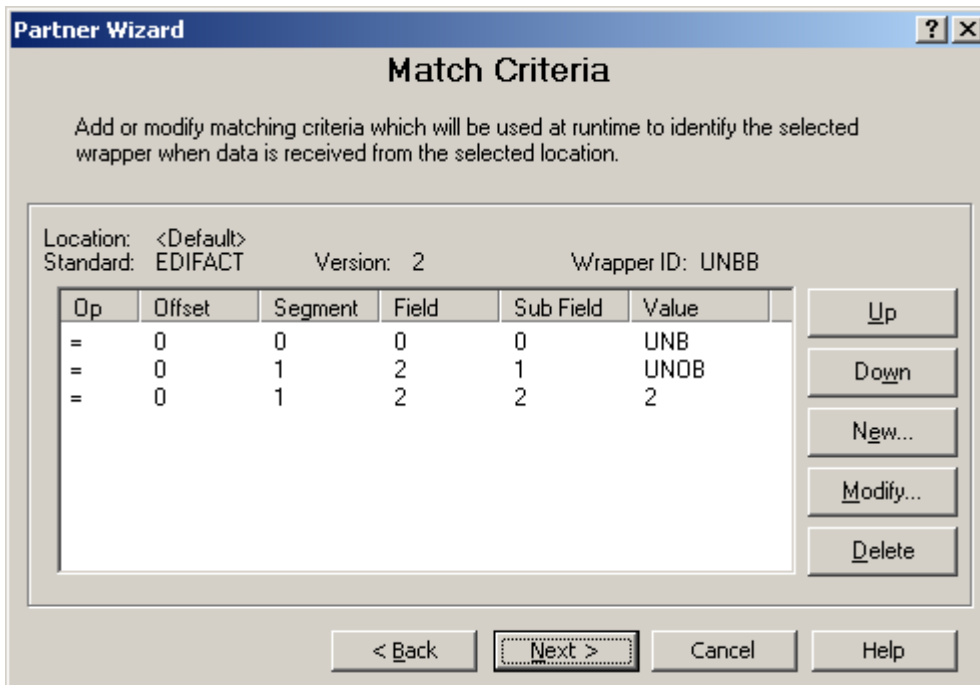 Partner Wizard
Match Criteria
Add or modify matching criteria which will be used at runtime to identify the selected
wrapper when data is received from the selected location.
Location: <Default>
Standard: EDIFACT Version: 2 Wrapper ID: UNBB
Op Offset Segment Field Sub Field Value
= 0 0 0 0 UNB
= 0 1 2 1 UNOB
= 0 1 2 2 2
Up
Down
New...
Modify...
Delete
< Back Next > Cancel Help